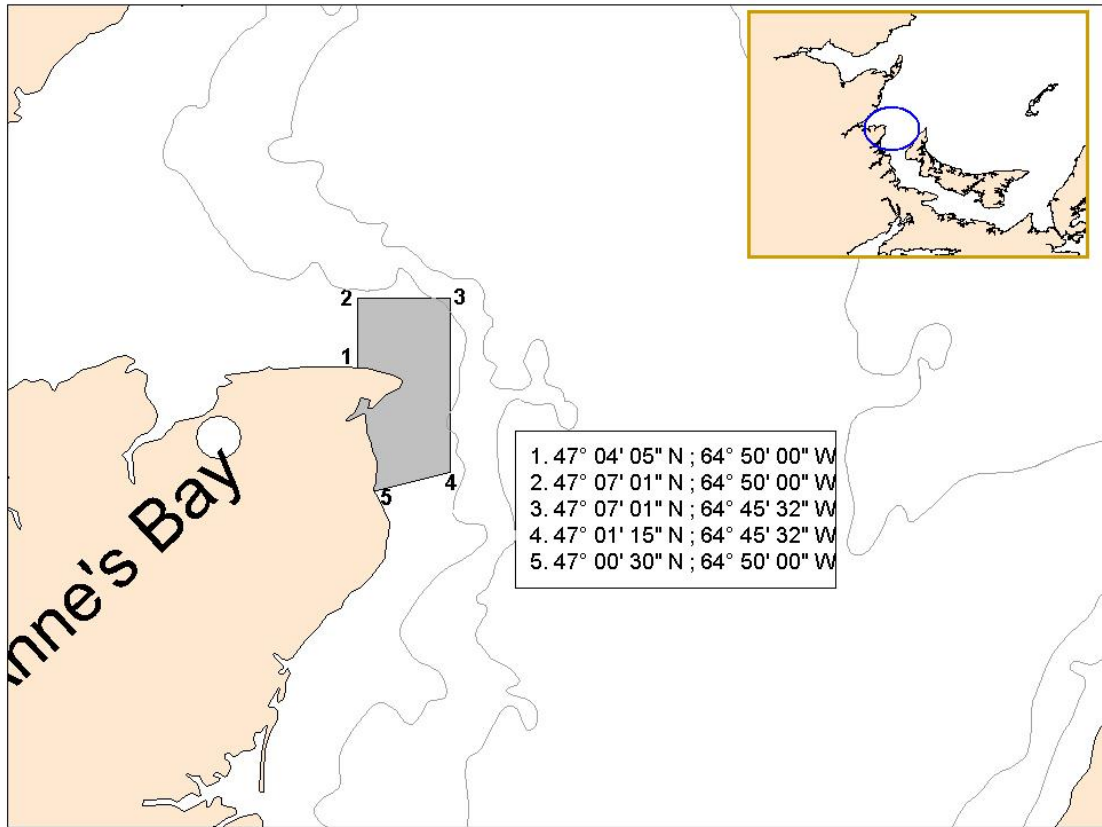 2
3
1
4
5
1. 47° 04' 05" N ; 64° 50' 00" W
2. 47° 07' 01" N ; 64° 50' 00" W
3. 47° 07' 01" N ; 64° 45' 32" W
4. 47° 01' 15" N ; 64° 45' 32" W
5. 47° 00' 30" N ; 64° 50' 00" W
Anne's Bay